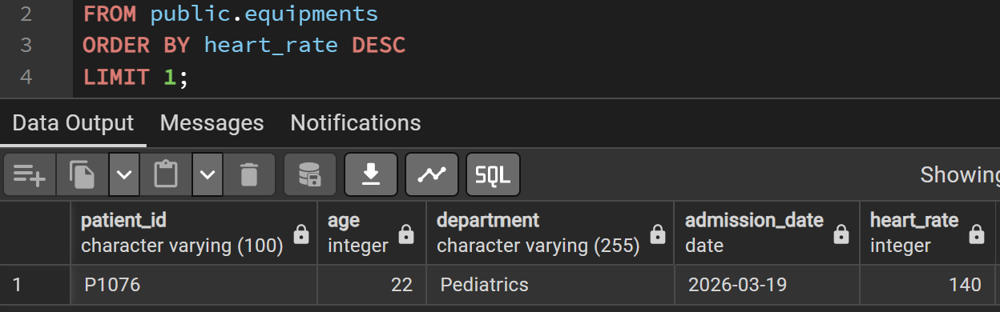 2 FROM public.equipments
3 ORDER BY heart_rate DESC
4 LIMIT 1;
Data Output Messages Notifications
SQL Showing
patient_id age department admission_date heart_rate
character varying (100) integer character varying (255) date integer
1 P1076 22 Pediatrics 2026-03-19 140